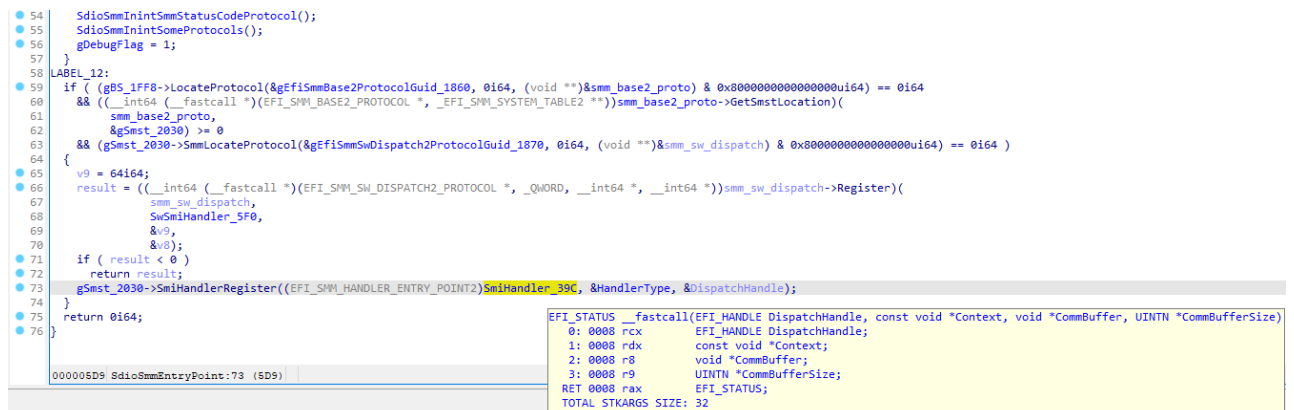 54 SdioSmmInintSmmStatusCodeProtocol();
55 SdioSmmInintSomeProtocols();
56 gDebugFlag = 1;
57 }
58 LABEL_12:
59 if ( (gBS_1FF8->LocateProtocol(&gEfiSmmBase2ProtocolGuid_1860, 0i64, (void **)&smm_base2_proto) & 0x8000000000000000ui64) == 0i64
60 && ((__int64 (__fastcall *)(EFI_SMM_BASE2_PROTOCOL *, _EFI_SMM_SYSTEM_TABLE2 **))smm_base2_proto->GetSmstLocation)(
61 smm_base2_proto,
62 &gSmst_2030) >= 0
63 && (gSmst_2030->SmmLocateProtocol(&gEfiSmmSwDispatch2ProtocolGuid_1870, 0i64, (void **)&smm_sw_dispatch) & 0x8000000000000000ui64) == 0i64 )
64 {
65 v9 = 64i64;
66 result = ((__int64 (__fastcall *)(EFI_SMM_SW_DISPATCH2_PROTOCOL *, _QWORD, __int64 *, __int64 *))smm_sw_dispatch->Register)(
67 smm_sw_dispatch,
68 SwSmiHandler_5F0,
69 &v9,
70 &v8);
71 if ( result < 0 )
72 return result;
73 gSmst_2030->SmiHandlerRegister((EFI_SMM_HANDLER_ENTRY_POINT2)SmiHandler_39C, &HandlerType, &DispatchHandle);
74 }
75 return 0i64;
76 }
EFI_STATUS __fastcall(EFI_HANDLE DispatchHandle, const void *Context, void *CommBuffer, UINTN *CommBufferSize)
0: 0008 rcx EFI_HANDLE DispatchHandle;
1: 0008 rdx const void *Context;
2: 0008 r8 void *CommBuffer;
3: 0008 r9 UINTN *CommBufferSize;
RET 0008 rax EFI_STATUS;
TOTAL STKARGS SIZE: 32
000005D9 SdioSmmEntryPoint:73 (5D9)